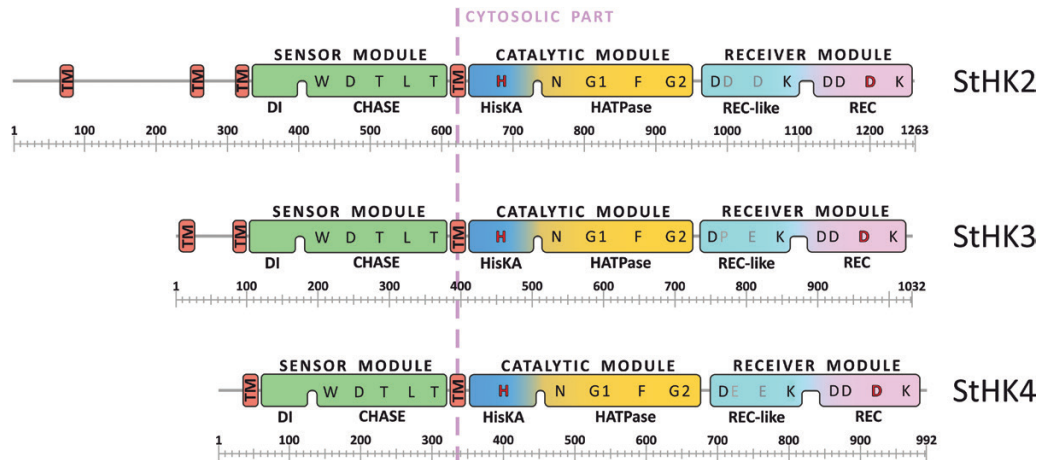 CYTOSOLIC PART
SENSOR MODULE CATALYTIC MODULE RECEIVER MODULE
TM TM TM W D T L T TM H N G1 F G2 D D D K DD D K StHK2
DI CHASE HisKA HATPase REC-like REC
1 100 200 300 400 500 600 700 800 900 1000 1100 1200 1263
SENSOR MODULE CATALYTIC MODULE RECEIVER MODULE
TM TM W D T L T TM H N G1 F G2 D P E K DD D K StHK3
DI CHASE HisKA HATPase REC-like REC
1 100 200 300 400 500 600 700 800 900 1032
SENSOR MODULE CATALYTIC MODULE RECEIVER MODULE
TM W D T L T TM H N G1 F G2 D E E K DD D K StHK4
DI CHASE HisKA HATPase REC-like REC
1 100 200 300 400 500 600 700 800 900 992